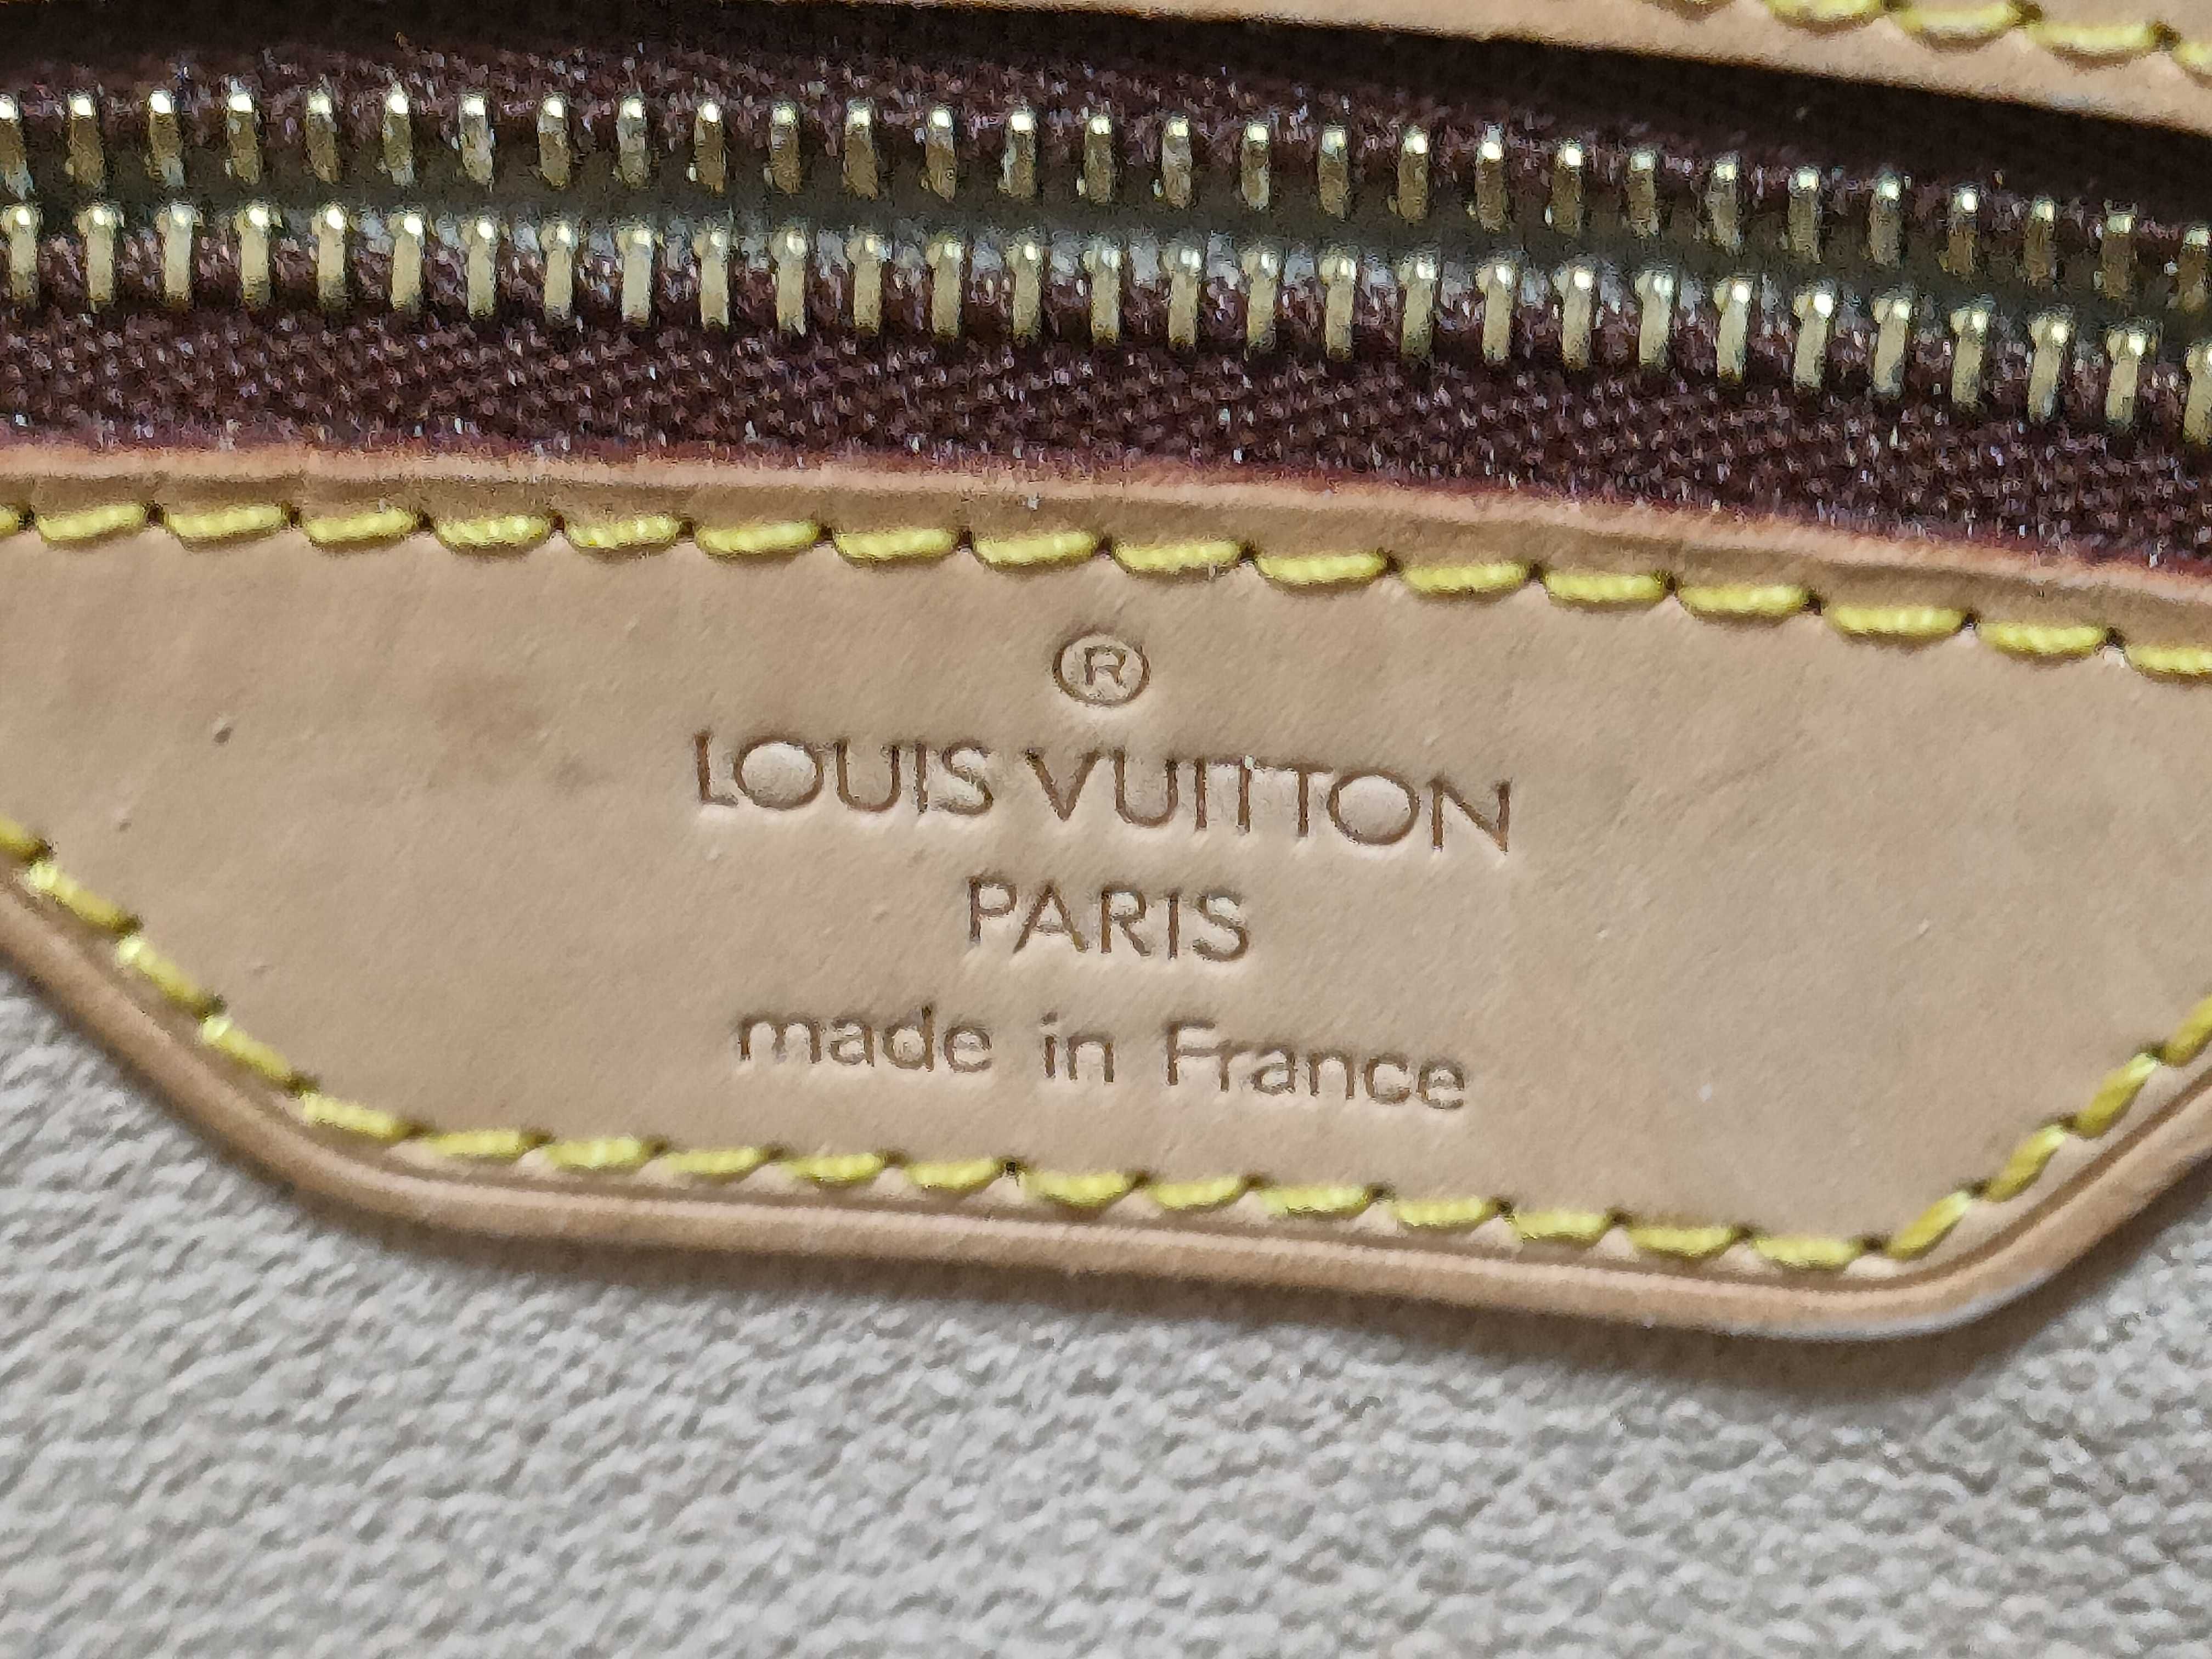 ®
LOUIS VUITTON
PARIS
made in France